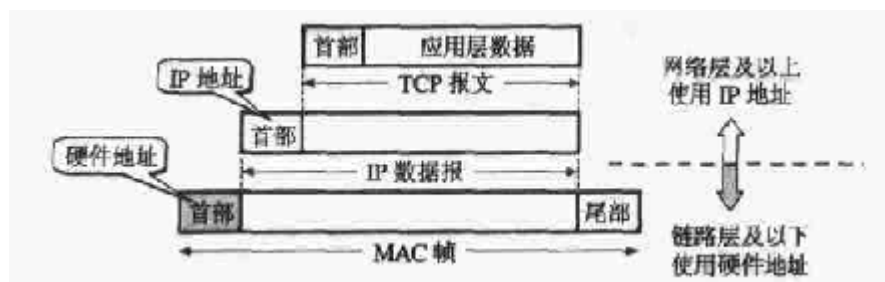 首部 应用层数据
TCP 报文
IP 地址
首部
IP 数据报
硬件地址
首部 尾部
MAC 帧
网络层及以上
使用 IP 地址
链路层及以下
使用硬件地址